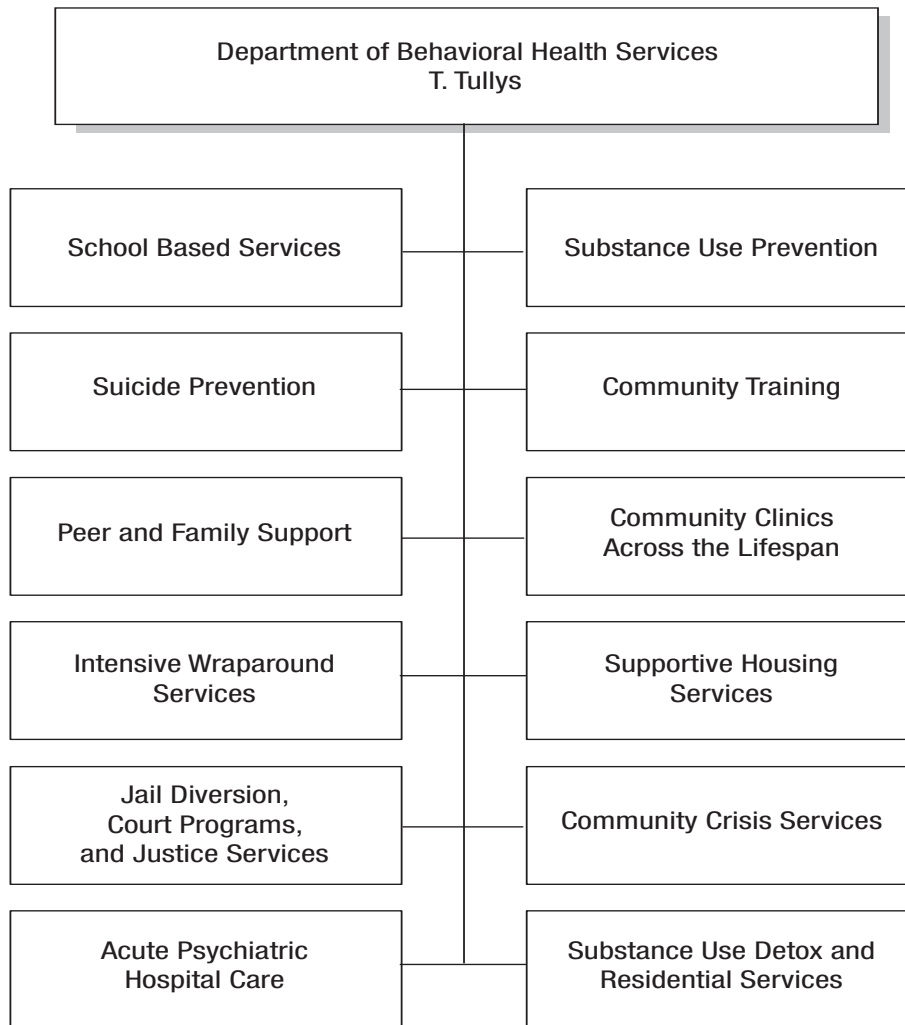 Department of Behavioral Health Services
T. Tullys
School Based Services
Substance Use Prevention
Suicide Prevention
Community Training
Peer and Family Support
Community Clinics
Across the Lifespan
Intensive Wraparound
Services
Supportive Housing
Services
Jail Diversion,
Court Programs,
and Justice Services
Community Crisis Services
Acute Psychiatric
Hospital Care
Substance Use Detox and
Residential Services